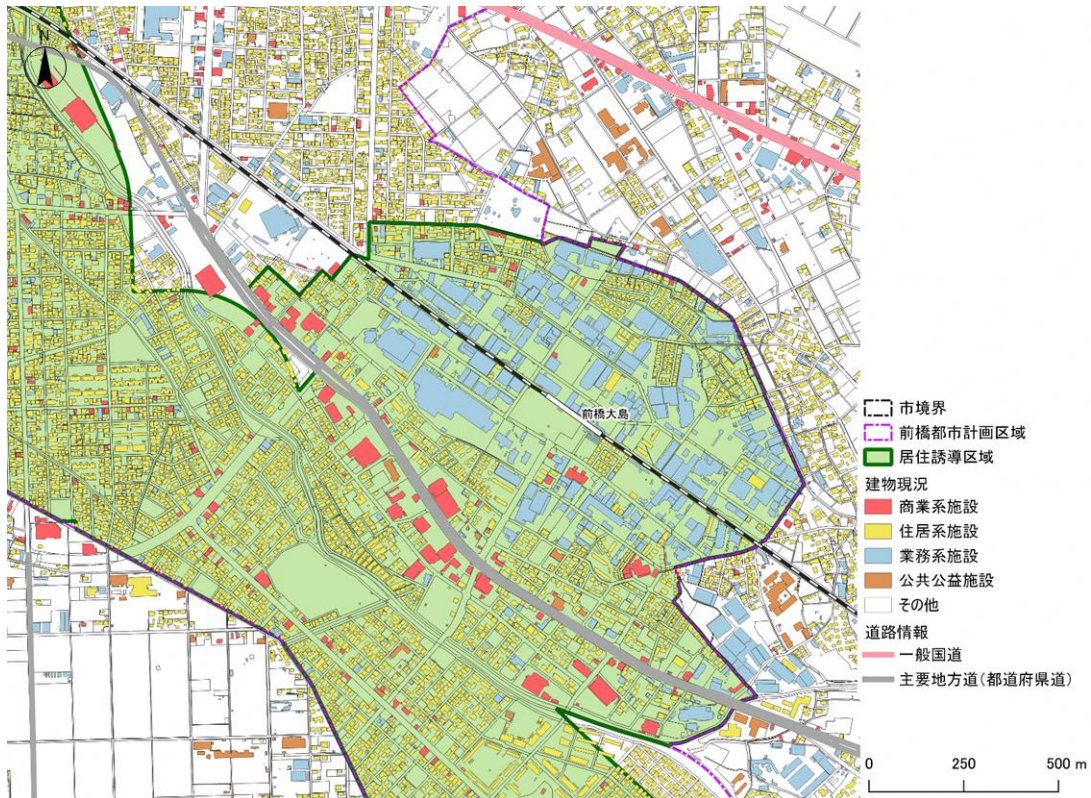 N
前橋大島
市境界
前橋都市計画区域
居住誘導区域
建物現況
商業系施設
住居系施設
業務系施設
公共公益施設
その他
道路情報
一般国道
主要地方道(都道府県道)
0 250 500 m